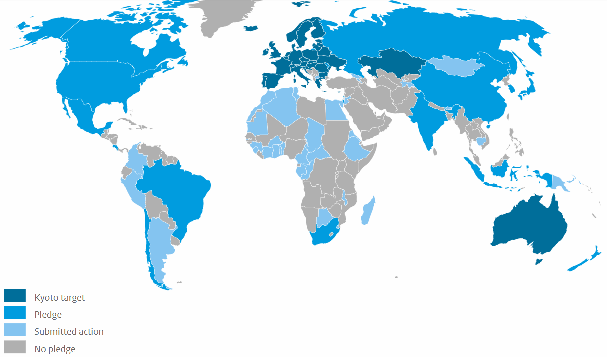 Kyoto target
Pledge
Submitted action
No pledge